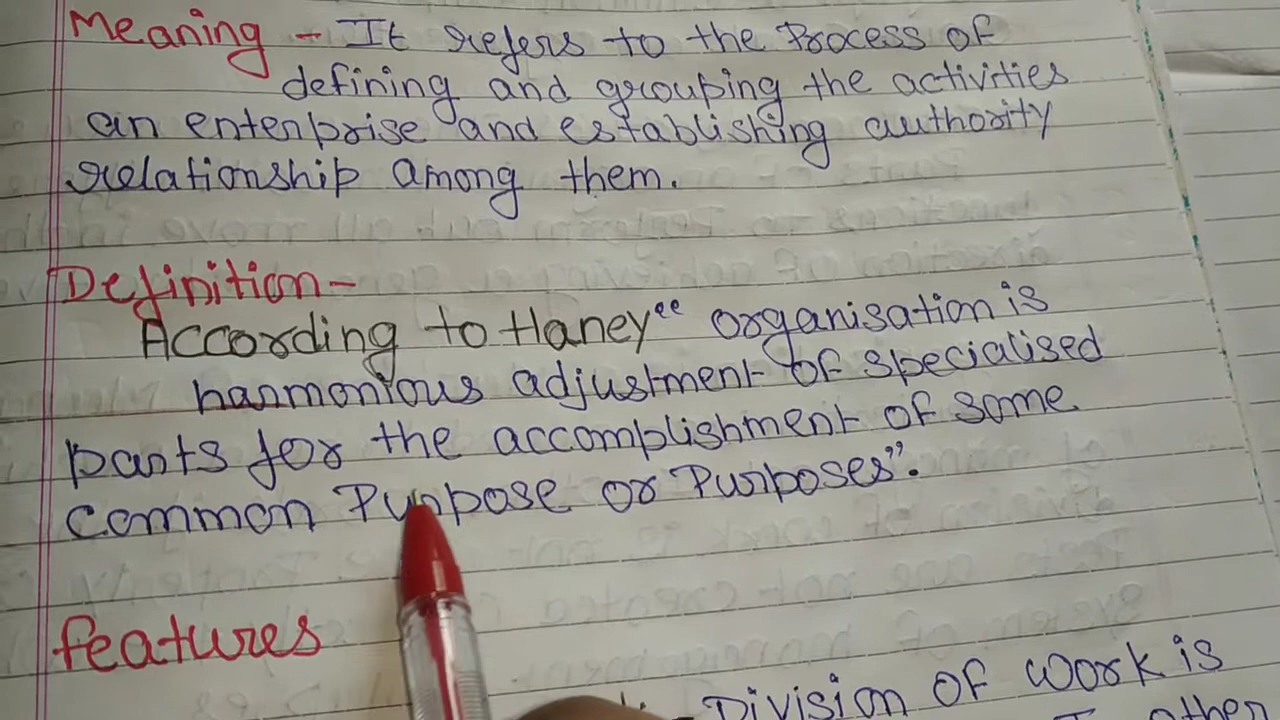 Meaning - It refers to the Process of
defining and grouping the activities
an enterprise and establishing authority
relationship among them.
Definition-
According to Haney “ organisation is
harmonious adjustment of specialised
parts for the accomplishment of some
common Purpose or Purposes”.
features
Division of work is
other